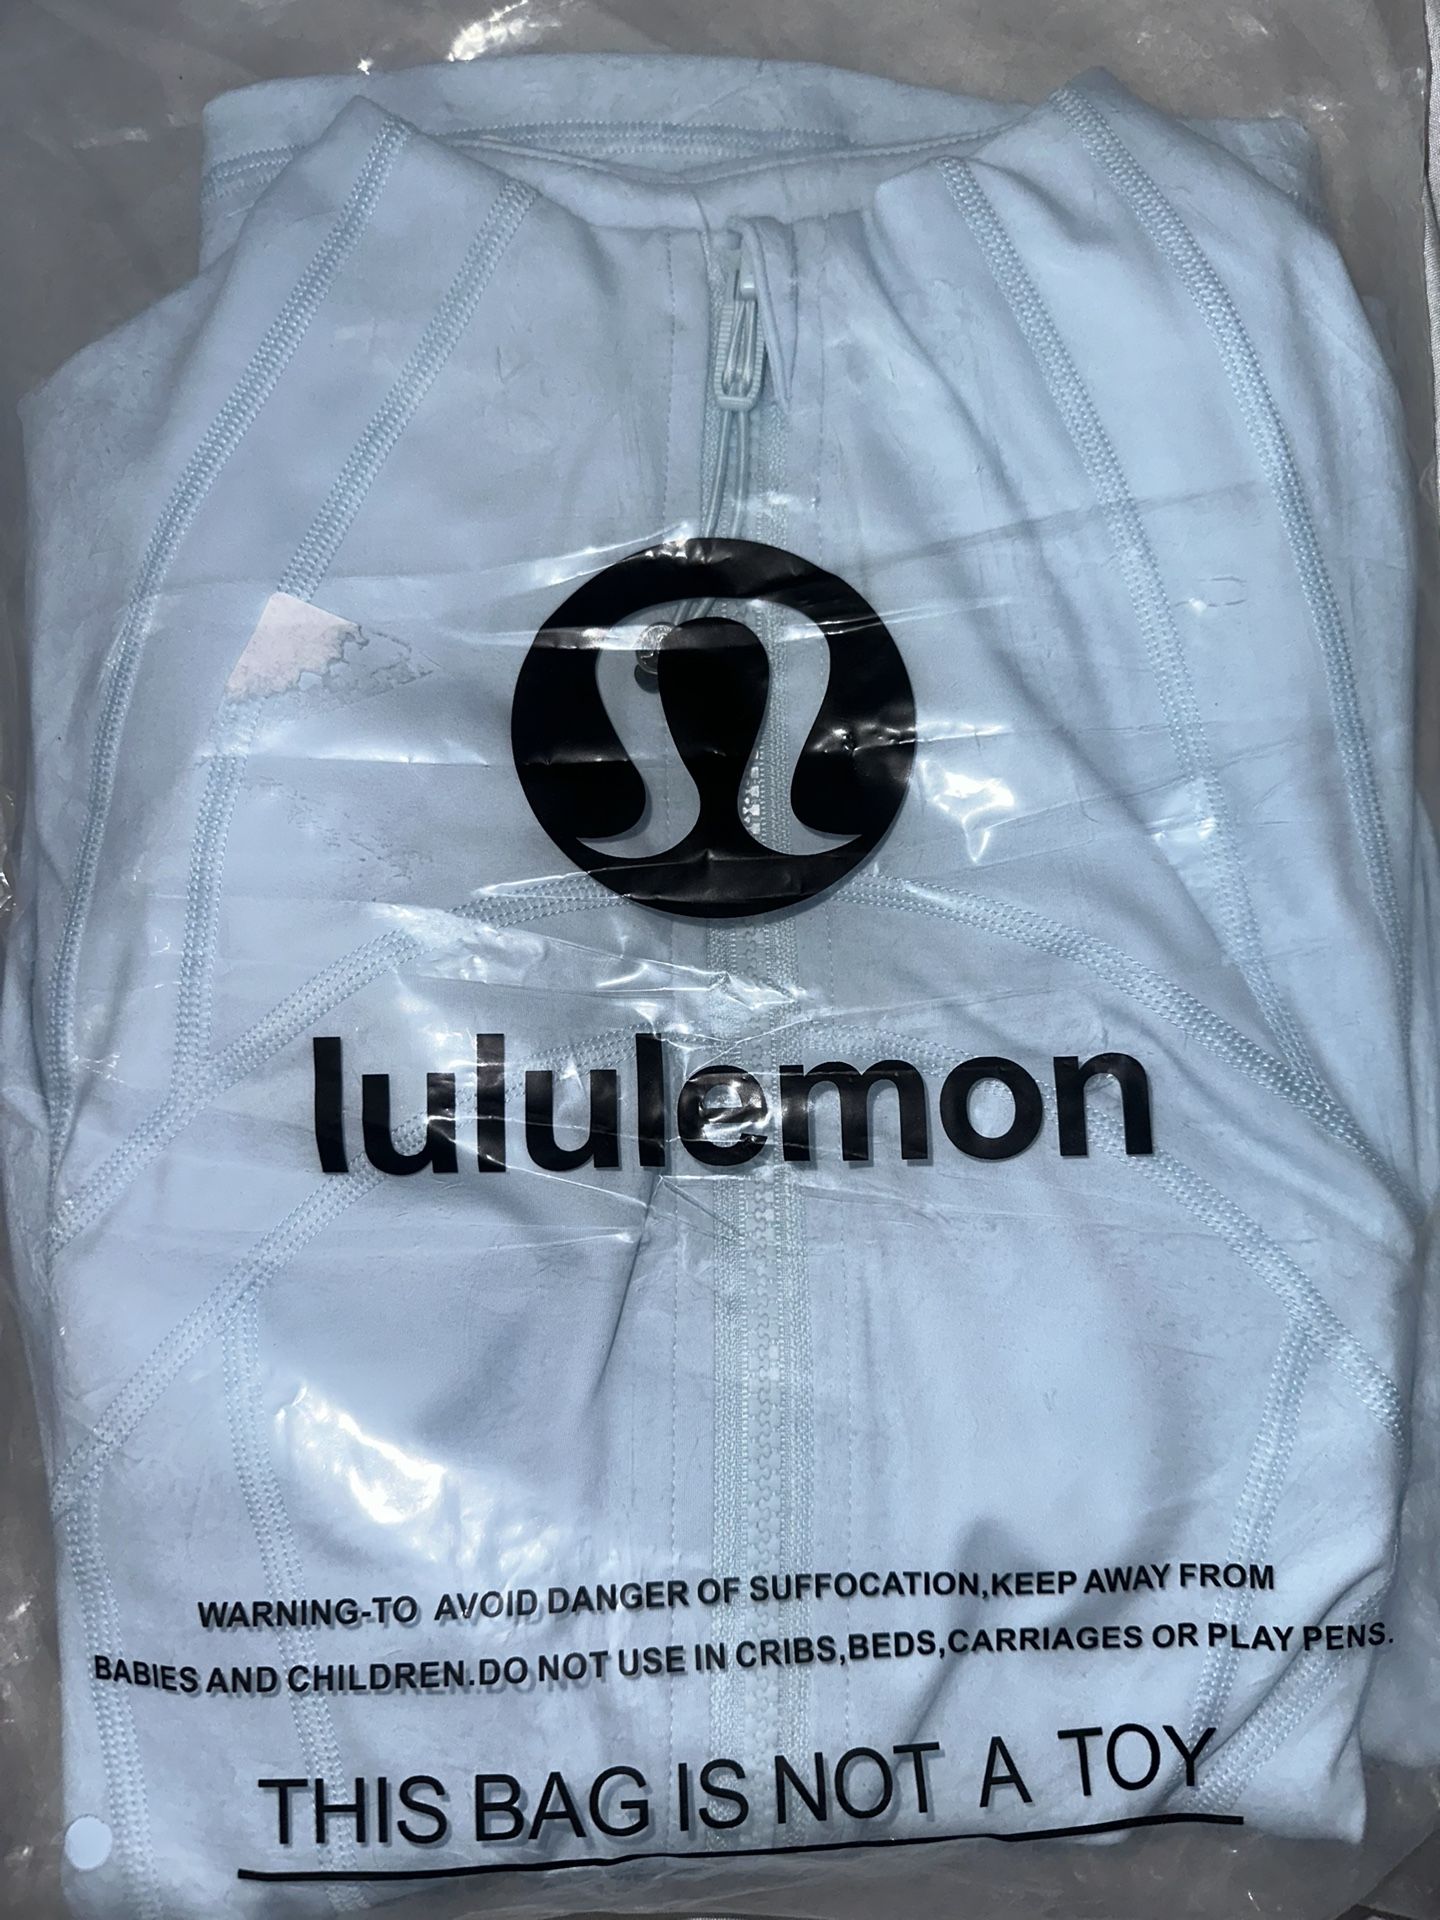 lululemon
WARNING-TO AVOID DANGER OF SUFFOCATION,KEEP AWAY FROM
BABIES AND CHILDREN.DO NOT USE IN CRIBS,BEDS,CARRIAGES OR PLAY PENS.
THIS BAG IS NOT A TOY